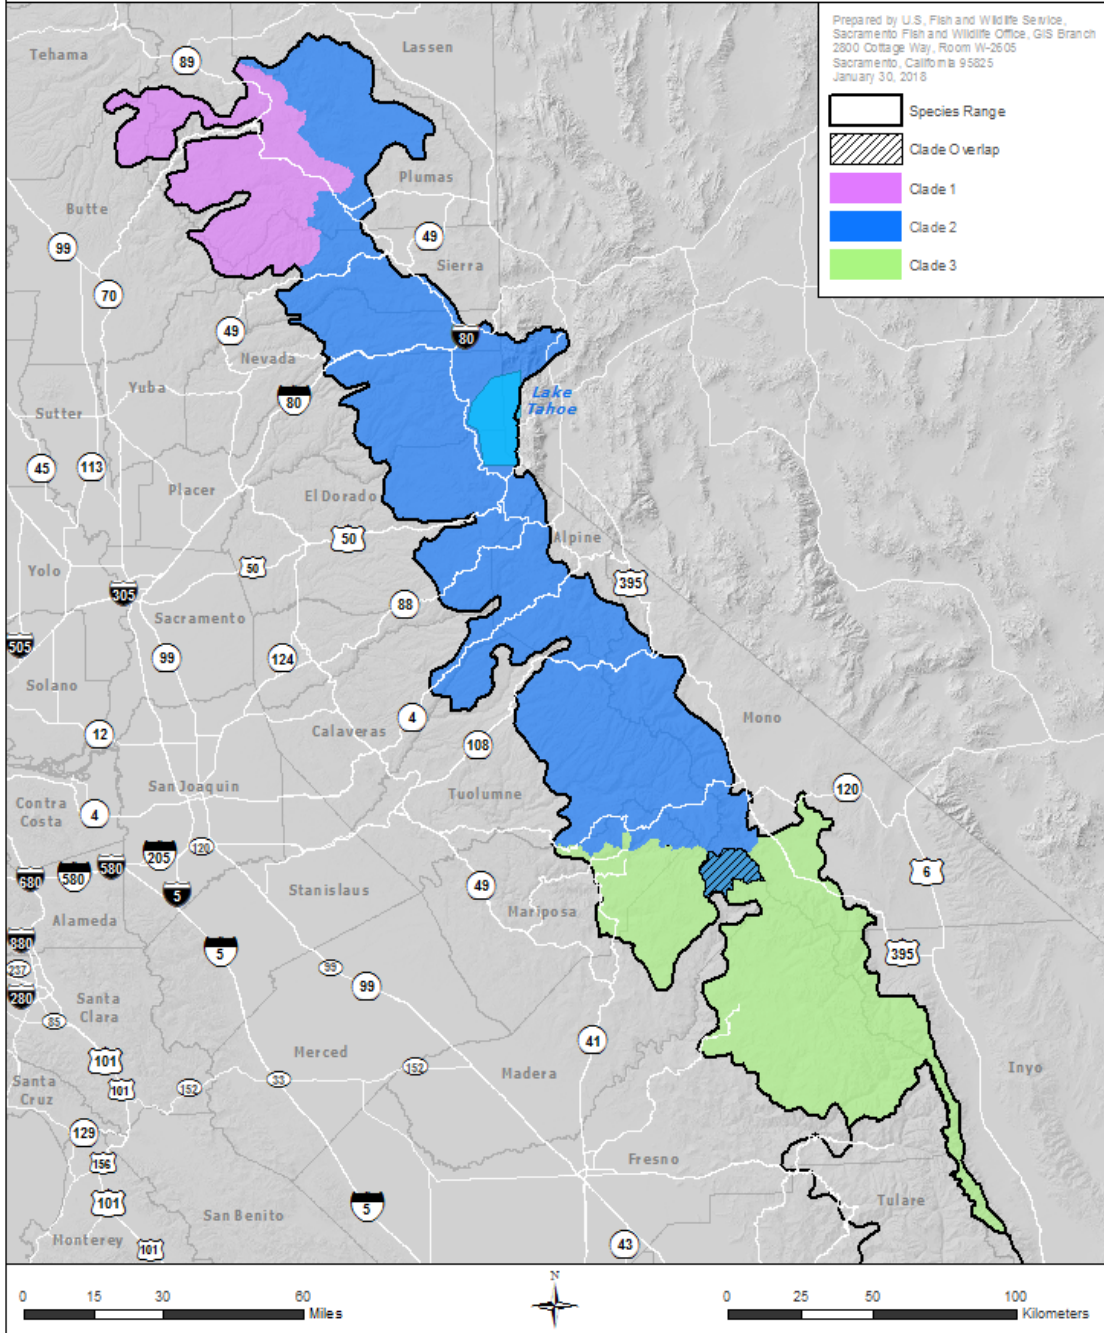 Prepared by U.S. Fish and Wildlife Service,
Sacramento Fish and Wildlife Office, GIS Branch
2800 Cottage Way, Room W-2605
Sacramento, California 95825
January 30, 2018
Species Range
Clade Overlap
Clade 1
Clade 2
Clade 3
Tehama
89
Lassen
Plumas
Butte
49
99
Sierra
70
49
80
Nevada
Yuba
80
Lake
Tahoe
Sutter
45
113
Placer
El Dorado
50
Alpine
50
Yolo
395
305
88
Sacramento
505
99
124
Solano
4
Mono
12
Calaveras
108
San Joaquin
120
Tuolumne
Contra
Costa
4
120
205
580
580
680
5
49
6
Stanislaus
Mariposa
Alameda
880
5
395
237
99
99
280
Santa
Clara
85
41
Merced
101
152
Madera
Inyo
33
Santa
Cruz
101
152
129
156
Fresno
101
5
Tulare
San Benito
Monterey
101
43
0 15 30 60
Miles
N
0 25 50 100
Kilometers